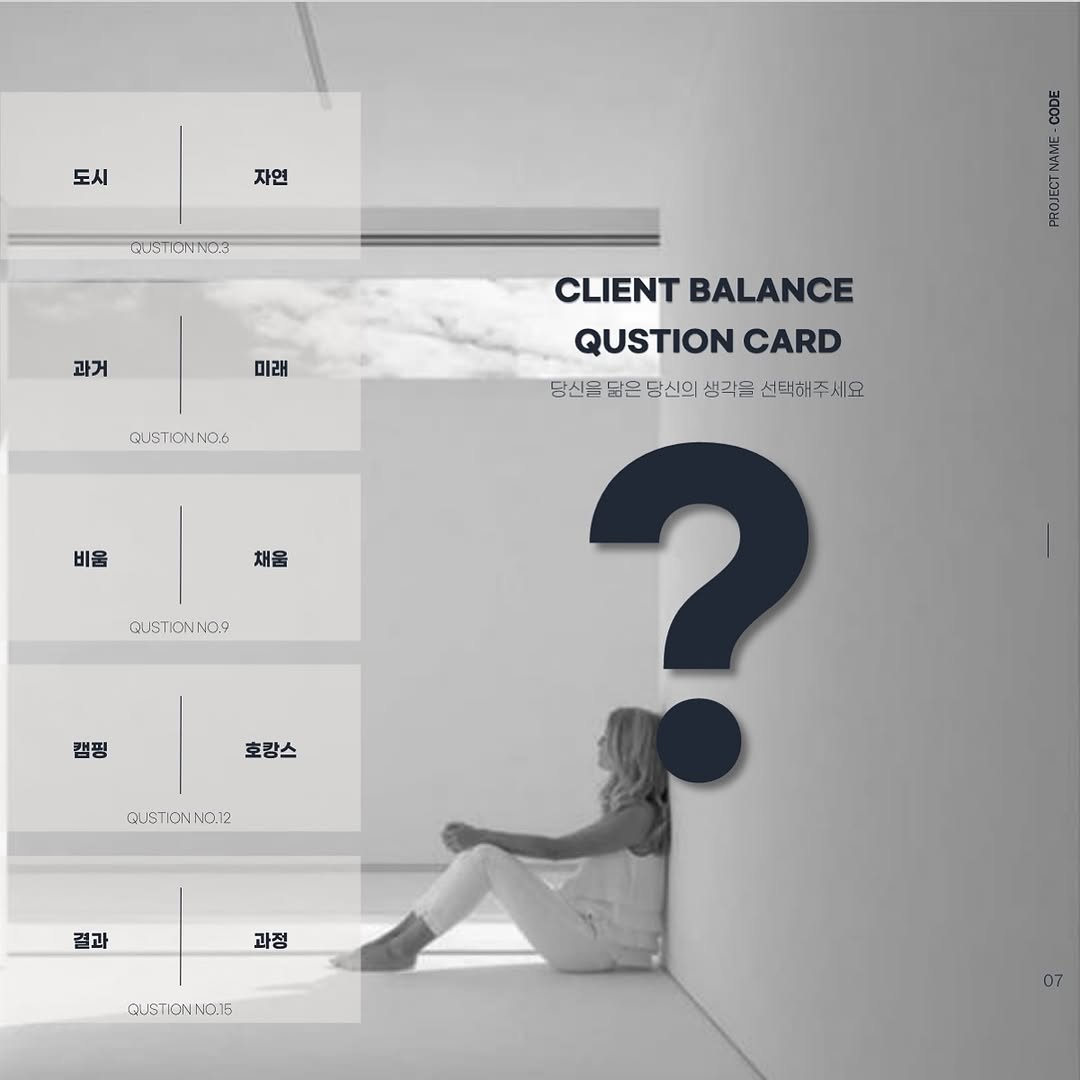 도시 자연
QUSTION NO.3
과거 미래
QUSTION NO.6
비움 채움
QUSTION NO.9
캠핑 호캉스
QUSTION NO.12
결과 과정
QUSTION NO.15
CLIENT BALANCE
QUSTION CARD
당신을 닮은 당신의 생각을 선택해주세요
?
PROJECT NAME - CODE
07